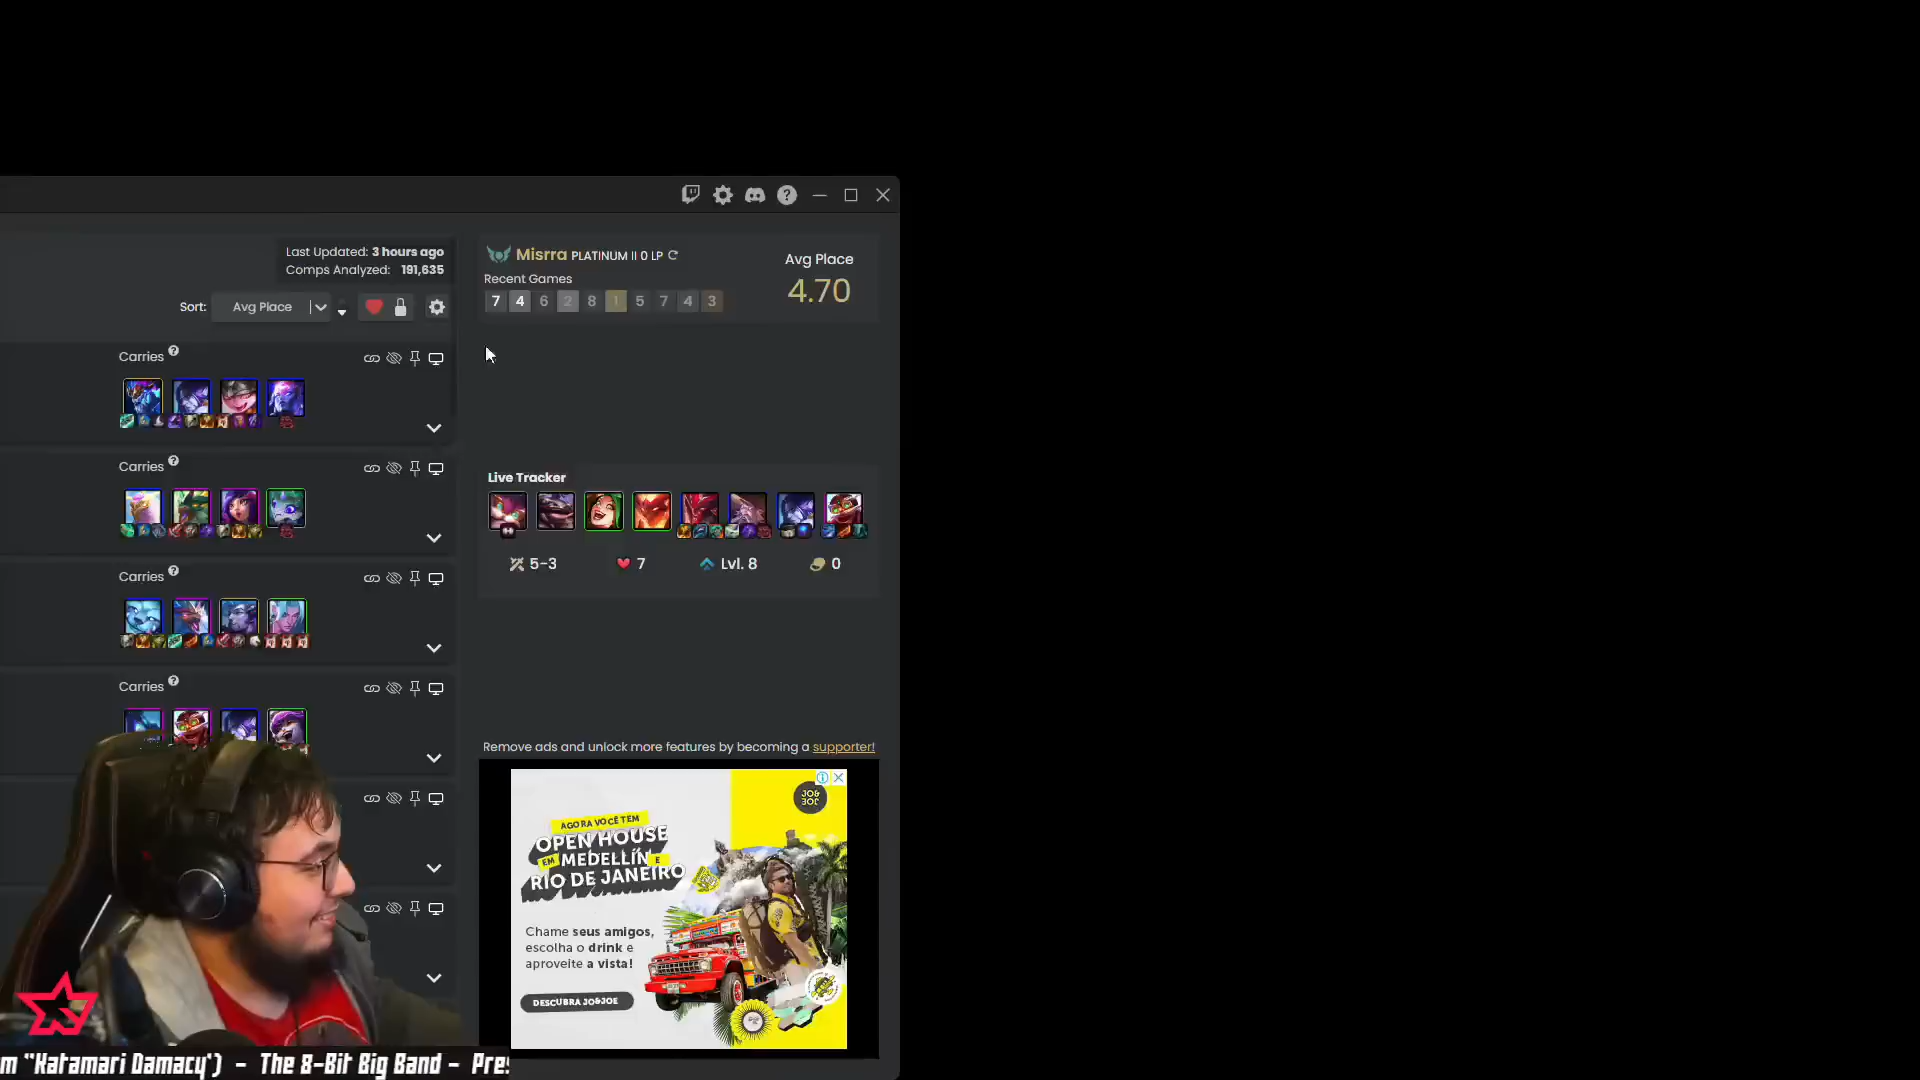 Last Updated: 3 hours ago
Comps Analyzed: 191,635
Sort: Avg Place
Misrra PLATINUM II 0 LP
Avg Place
4.70
Recent Games
7 4 6 2 8 1 5 7 4 3
Carries
Carries
Carries
Carries
Live Tracker
5-3
7
Lvl. 8
0
Remove ads and unlock more features by becoming a supporter!
JO&JOE
AGORA VOCÊ TEM
OPEN HOUSE
EM MEDELLÍN E
RIO DE JANEIRO
Chame seus amigos,
escolha o drink e
aproveite a vista!
DESCUBRA JO&JOE
m "Katamari Damacy') - The 8-Bit Big Band - Pres